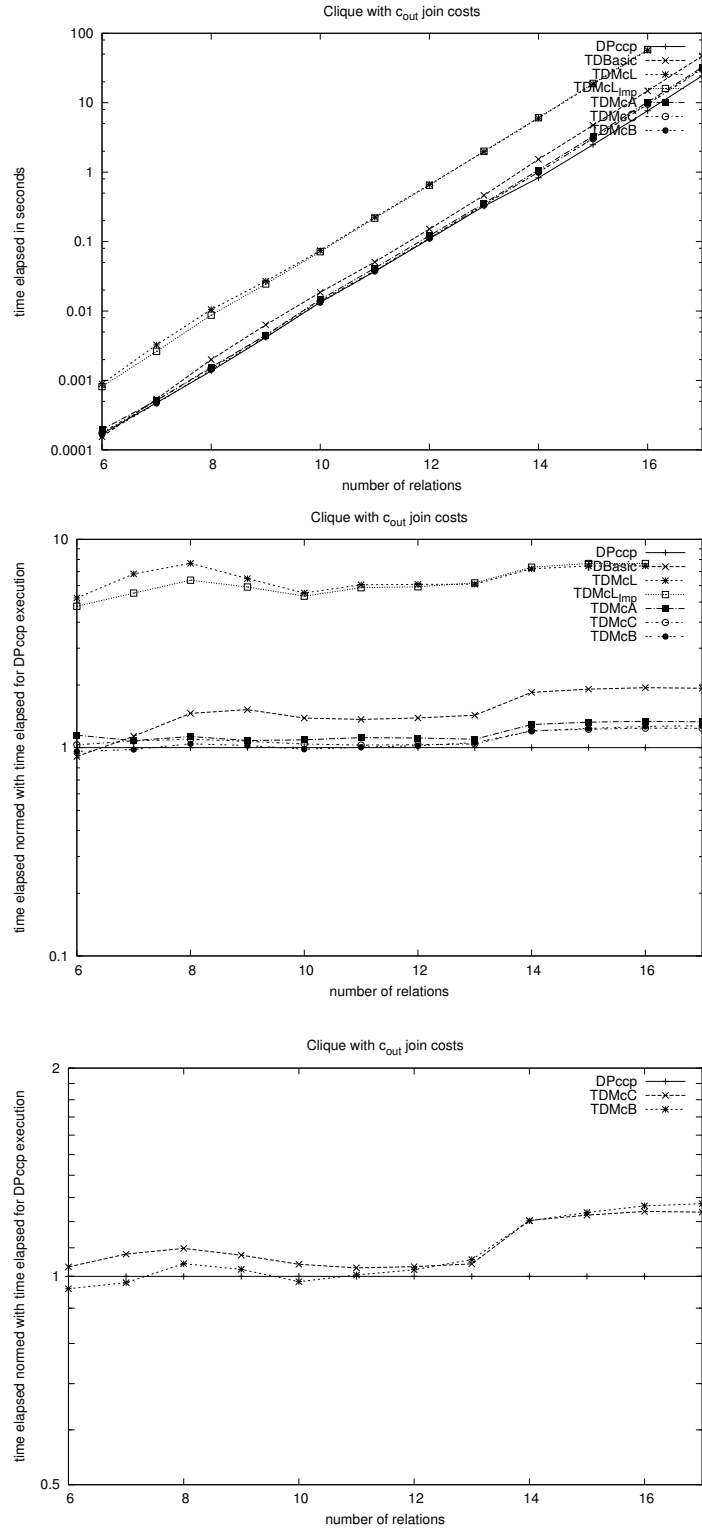 Clique with c_out join costs
time elapsed in seconds
100
10
1
0.1
0.01
0.001
0.0001
DPccp
TDBasic
TDMcL
TDMcL_Imp
TDMcA
TDMcC
TDMcB
6 8 10 12 14 16
number of relations
Clique with c_out join costs
time elapsed normed with time elapsed for DPccp execution
10
1
0.1
DPccp
TDBasic
TDMcL
TDMcL_Imp
TDMcA
TDMcC
TDMcB
6 8 10 12 14 16
number of relations
Clique with c_out join costs
time elapsed normed with time elapsed for DPccp execution
2
1
0.5
DPccp
TDMcC
TDMcB
6 8 10 12 14 16
number of relations